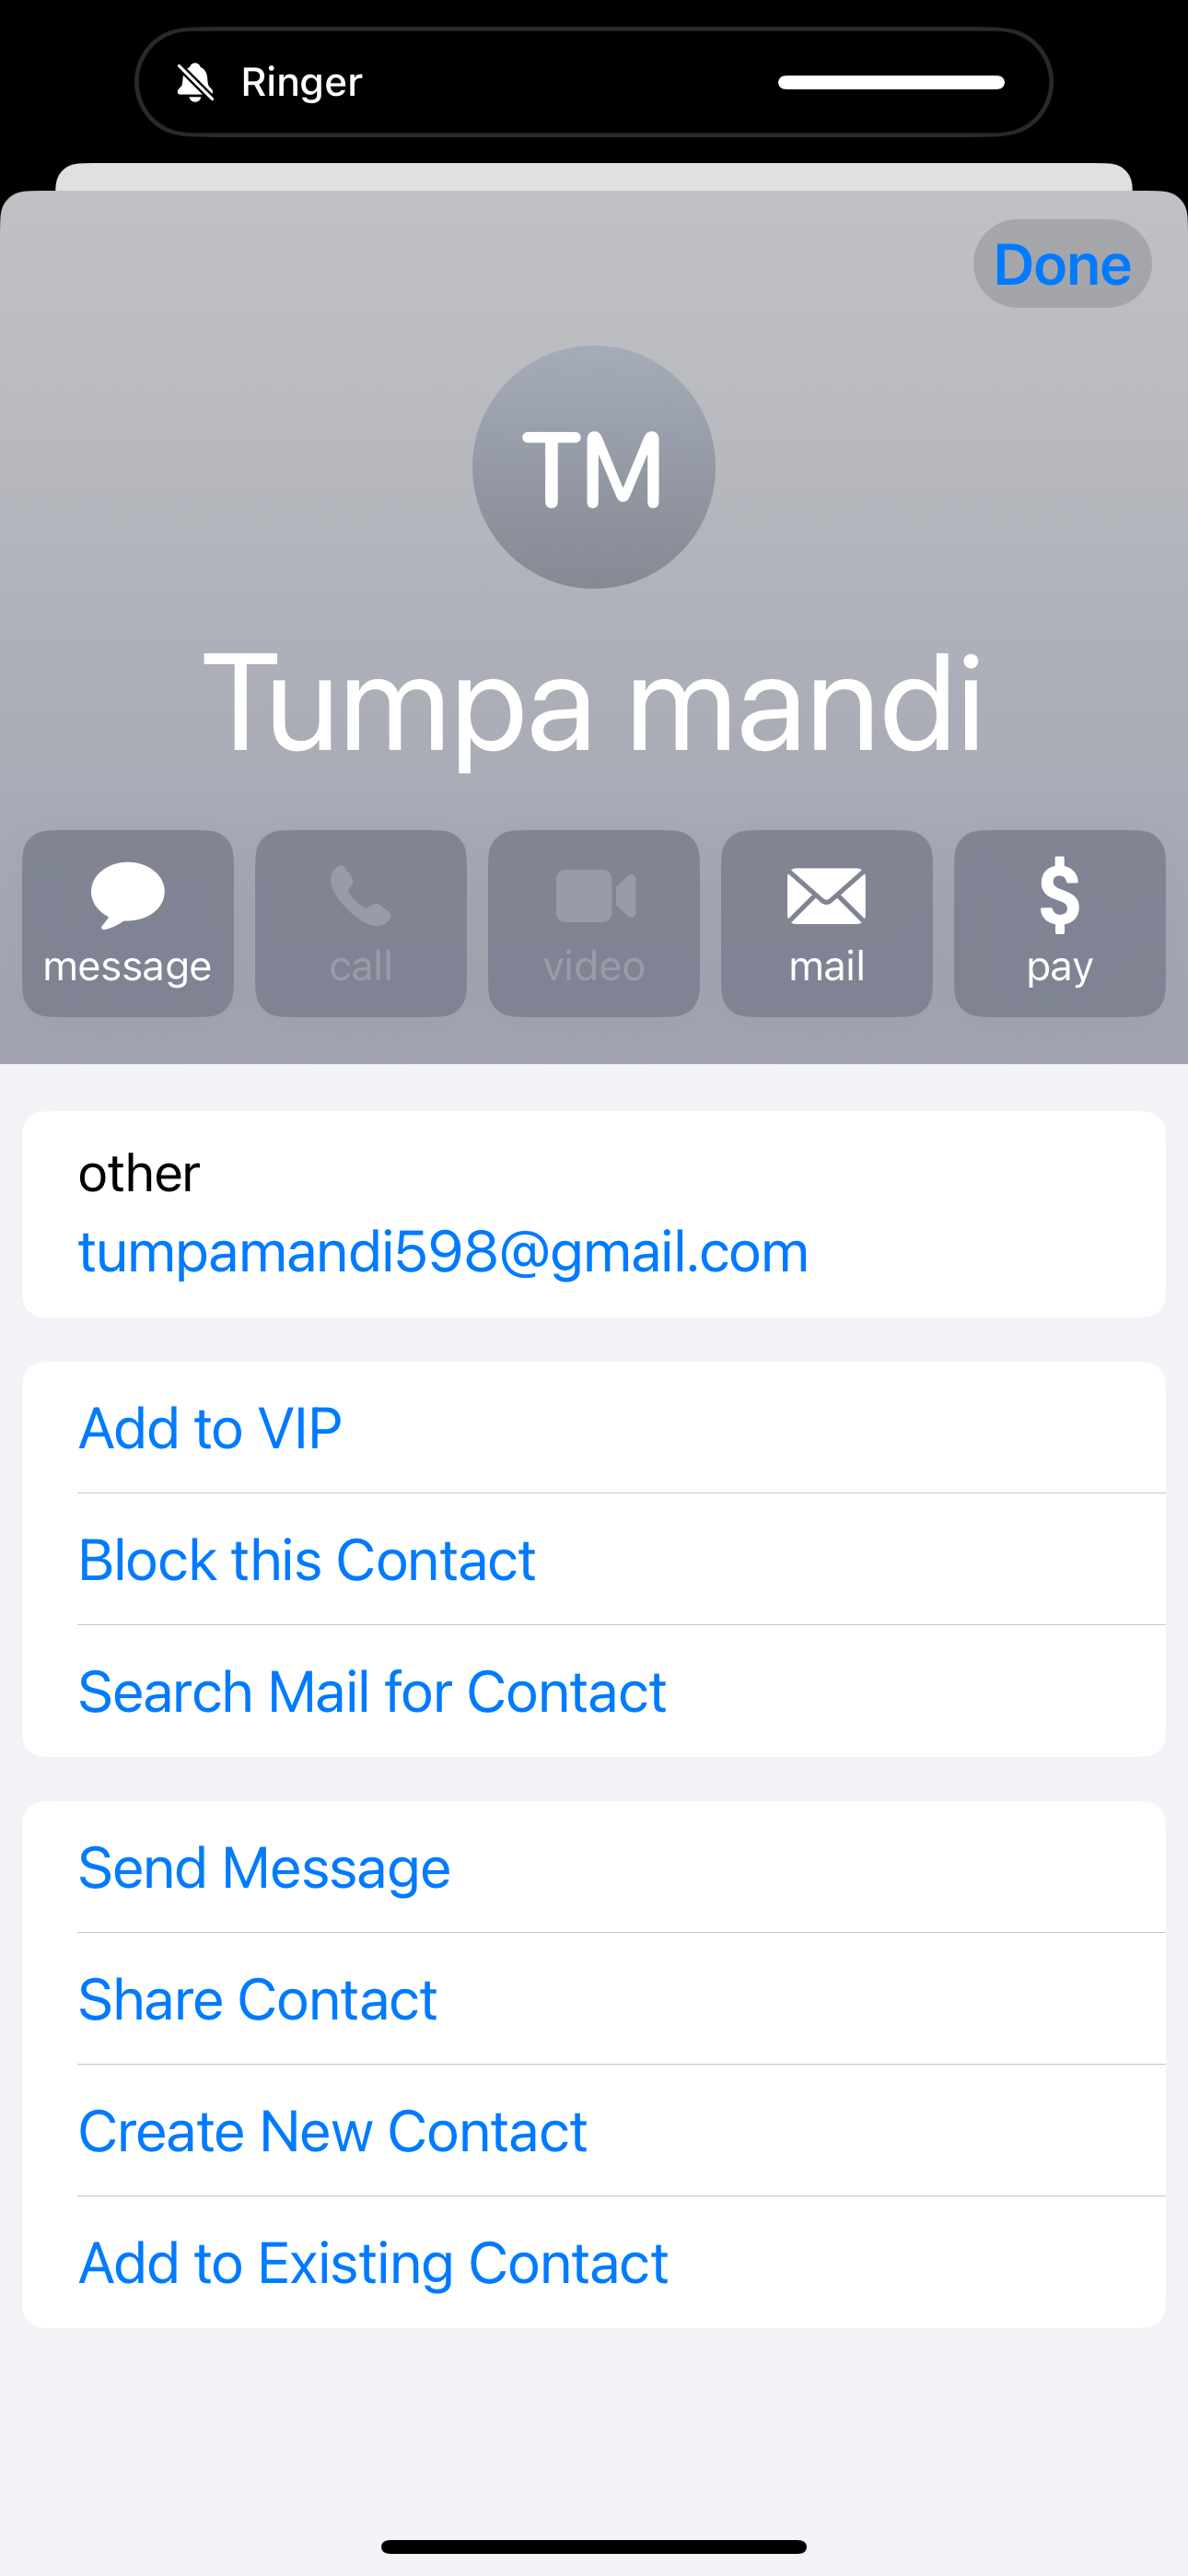 Ringer
Done
TM
Tumpa mandi
message
call
video
mail
pay
other
tumpamandi598@gmail.com
Add to VIP
Block this Contact
Search Mail for Contact
Send Message
Share Contact
Create New Contact
Add to Existing Contact